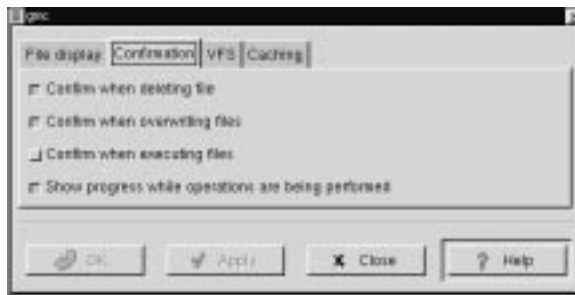 gmc
File display Confirmation VFS Caching
Confirm when deleting file
Confirm when overwriting files
Confirm when executing files
Show progress while operations are being performed
OK Apply Close Help